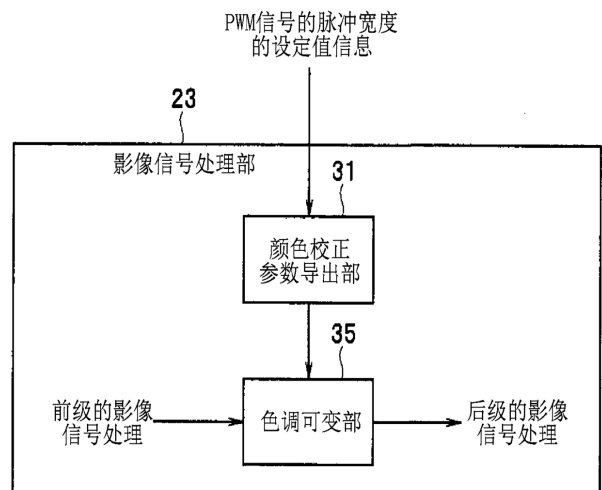 PWM信号的脉冲宽度
的设定值信息
23
影像信号处理部
31
颜色校正
参数导出部
35
前级的影像
信号处理
色调可变部
后级的影像
信号处理